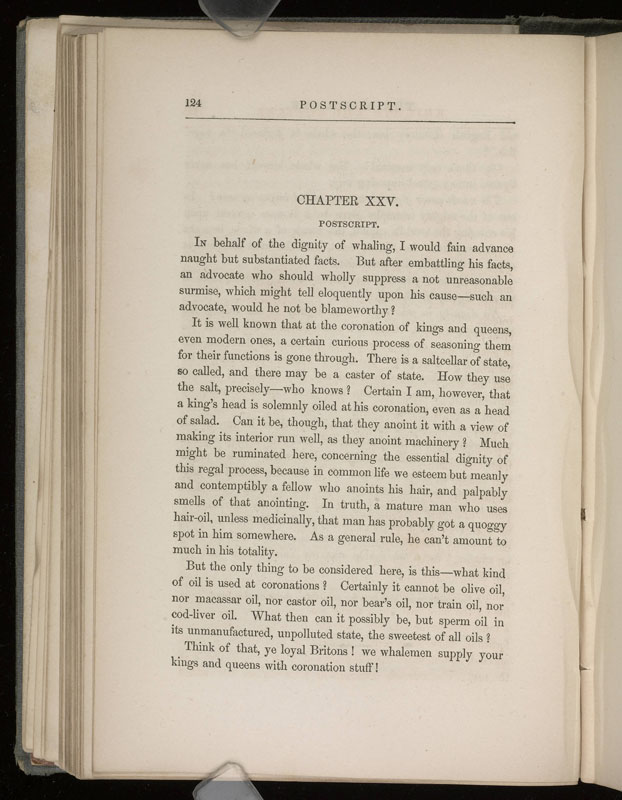 124 POSTSCRIPT.
CHAPTER XXV.
POSTSCRIPT.
In behalf of the dignity of whaling, I would fain advance
naught but substantiated facts. But after embattling his facts,
an advocate who should wholly suppress a not unreasonable
surmise, which might tell eloquently upon his cause—such an
advocate, would he not be blameworthy?
It is well known that at the coronation of kings and queens,
even modern ones, a certain curious process of seasoning them
for their functions is gone through. There is a saltcellar of state,
so called, and there may be a caster of state. How they use
the salt, precisely—who knows? Certain I am, however, that
a king's head is solemnly oiled at his coronation, even as a head
of salad. Can it be, though, that they anoint it with a view of
making its interior run well, as they anoint machinery? Much
might be ruminated here, concerning the essential dignity of
this regal process, because in common life we esteem but meanly
and contemptibly a fellow who anoints his hair, and palpably
smells of that anointing. In truth, a mature man who uses
hair-oil, unless medicinally, that man has probably got a quoggy
spot in him somewhere. As a general rule, he can't amount to
much in his totality.
But the only thing to be considered here, is this—what kind
of oil is used at coronations? Certainly it cannot be olive oil,
nor macassar oil, nor castor oil, nor bear's oil, nor train oil, nor
cod-liver oil. What then can it possibly be, but sperm oil in
its unmanufactured, unpolluted state, the sweetest of all oils?
Think of that, ye loyal Britons! we whalemen supply your
kings and queens with coronation stuff!